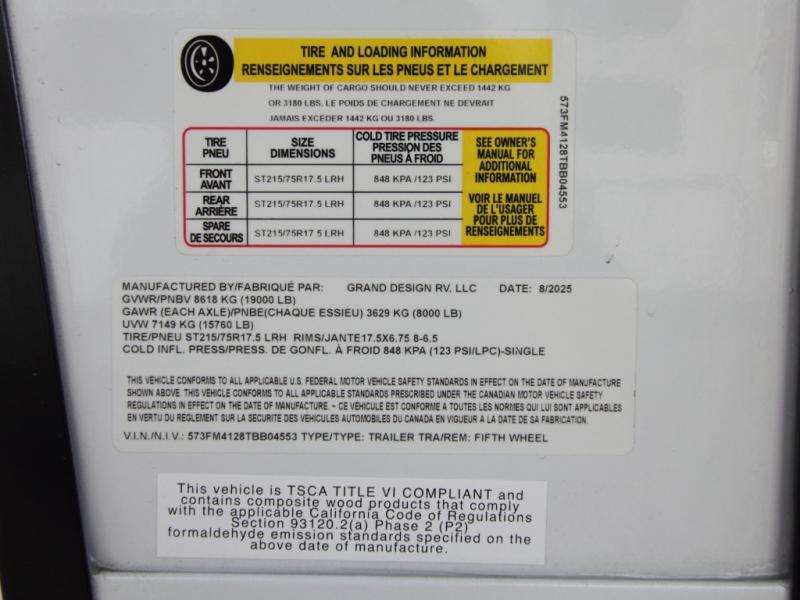 TIRE AND LOADING INFORMATION
RENSEIGNEMENTS SUR LES PNEUS ET LE CHARGEMENT
THE WEIGHT OF CARGO SHOULD NEVER EXCEED 1442 KG
OR 3180 LBS. LE POIDS DE CHARGEMENT NE DEVRAIT
JAMAIS EXCÉDER 1442 KG OU 3180 LBS.
573FM4128TBB04553
TIRE PNEU
SIZE DIMENSIONS
COLD TIRE PRESSURE PRESSION DES PNEUS À FROID
FRONT AVANT ST215/75R17.5 LRH 848 KPA /123 PSI
REAR ARRIÈRE ST215/75R17.5 LRH 848 KPA /123 PSI
SPARE DE SECOURS ST215/75R17.5 LRH 848 KPA /123 PSI
SEE OWNER'S
MANUAL FOR
ADDITIONAL
INFORMATION
VOIR LE MANUEL
DE L'USAGER
POUR PLUS DE
RENSEIGNEMENTS
MANUFACTURED BY/FABRIQUÉ PAR: GRAND DESIGN RV, LLC DATE: 8/2025
GVWR/PNBV 8618 KG (19000 LB)
GAWR (EACH AXLE)/PNBE(CHAQUE ESSIEU) 3629 KG (8000 LB)
UVW 7149 KG (15760 LB)
TIRE/PNEU ST215/75R17.5 LRH RIMS/JANTE17.5X6.75 8-6.5
COLD INFL. PRESS/PRESS. DE GONFL. À FROID 848 KPA (123 PSI/LPC)-SINGLE
THIS VEHICLE CONFORMS TO ALL APPLICABLE U.S. FEDERAL MOTOR VEHICLE SAFETY STANDARDS IN EFFECT ON THE DATE OF MANUFACTURE
SHOWN ABOVE. THIS VEHICLE CONFORMS TO ALL APPLICABLE STANDARDS PRESCRIBED UNDER THE CANADIAN MOTOR VEHICLE SAFETY
REGULATIONS IN EFFECT ON THE DATE OF MANUFACTURE. - CE VÉHICULE EST CONFORME À TOUTES LES NORMES QUI LUI SONT APPLICABLES
EN VERTU DU RÈGLEMENT SUR LA SECURITE DES VÉHICULES AUTOMOBILES DU CANADA EN VIGUEUR À LA DATE DE SA FABRICATION.
V.I.N./N.I.V.: 573FM4128TBB04553 TYPE/TYPE: TRAILER TRA/REM: FIFTH WHEEL
This vehicle is TSCA TITLE VI COMPLIANT and
contains composite wood products that comply
with the applicable California Code of Regulations
Section 93120.2(a) Phase 2 (P2)
formaldehyde emission standards specified on the
above date of manufacture.